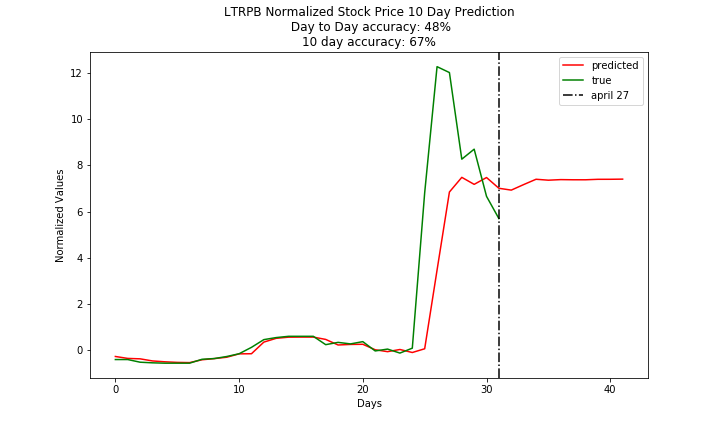 LTRPB Normalized Stock Price 10 Day Prediction
Day to Day accuracy: 48%
10 day accuracy: 67%
predicted
true
april 27
Normalized Values
12
10
8
6
4
2
0
0
10
20
30
40
Days